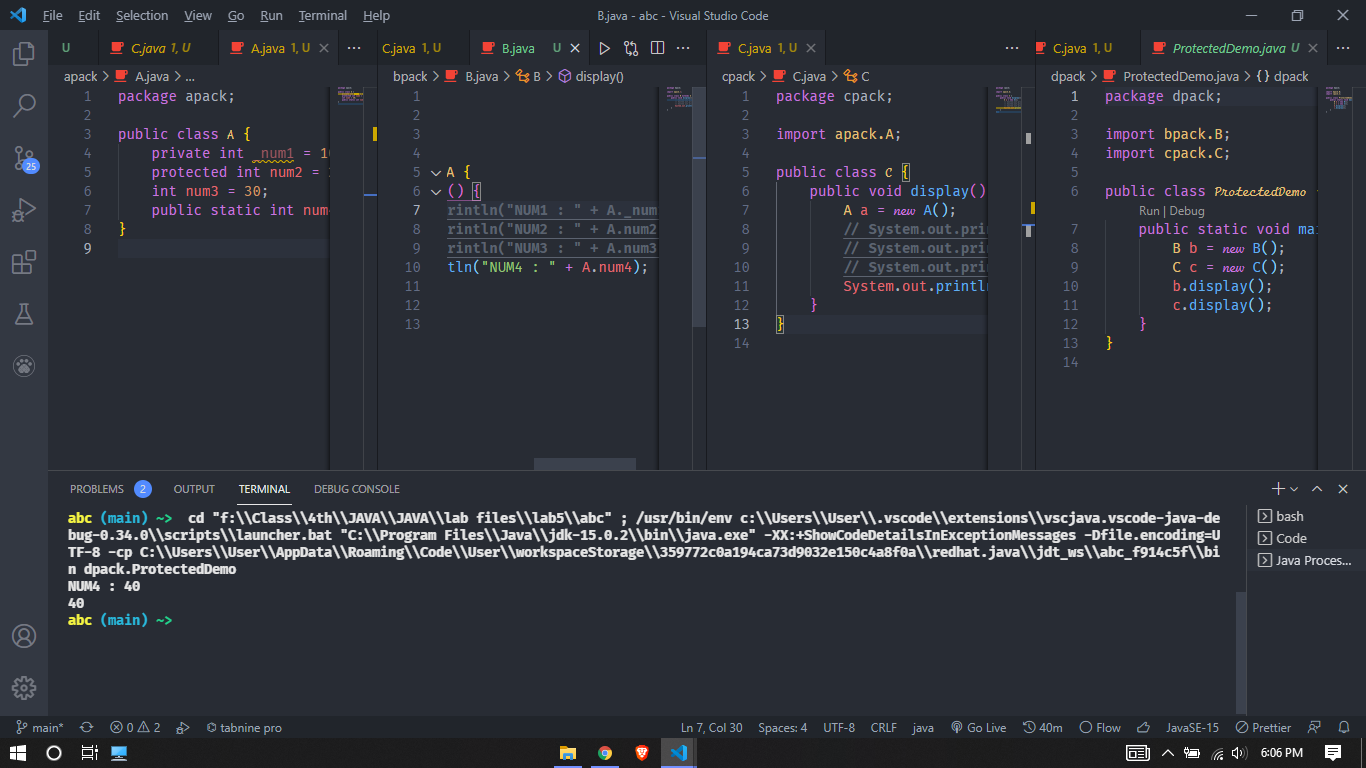 File Edit Selection View Go Run Terminal Help B.java - abc - Visual Studio Code
U C.java 1, U A.java 1, U ···
apack > A.java > ...
1 package apack;
2
3 public class A {
4 private int _num1 = 1
5 protected int num2 =
6 int num3 = 30;
7 public static int num
8 }
9
C.java 1, U B.java U ···
bpack > B.java > B > display()
1
2
3
4
5 A {
6 () {
7 rintln("NUM1 : " + A._num
8 rintln("NUM2 : " + A.num2
9 rintln("NUM3 : " + A.num3
10 tln("NUM4 : " + A.num4);
11
12
13
C.java 1, U ···
cpack > C.java > C
1 package cpack;
2
3 import apack.A;
4
5 public class C {
6 public void display()
7 A a = new A();
8 // System.out.pri
9 // System.out.pri
10 // System.out.pri
11 System.out.println
12 }
13 }
14
C.java 1, U ProtectedDemo.java U ···
dpack > ProtectedDemo.java > {} dpack
1 package dpack;
2
3 import bpack.B;
4 import cpack.C;
5
6 public class ProtectedDemo
Run | Debug
7 public static void mai
8 B b = new B();
9 C c = new C();
10 b.display();
11 c.display();
12 }
13 }
14
25
PROBLEMS 2 OUTPUT TERMINAL DEBUG CONSOLE
abc (main) ~> cd "f:\\Class\\4th\\JAVA\\JAVA\\lab files\\lab5\\abc" ; /usr/bin/env c:\\Users\\User\\.vscode\\extensions\\vscjava.vscode-java-de
bug-0.34.0\\scripts\\launcher.bat "C:\\Program Files\\Java\\jdk-15.0.2\\bin\\java.exe" -XX:+ShowCodeDetailsInExceptionMessages -Dfile.encoding=U
TF-8 -cp C:\\Users\\User\\AppData\\Roaming\\Code\\User\\workspaceStorage\\359772c0a194ca73d9032e150c4a8f0a\\redhat.java\\jdt_ws\\abc_f914c5f\\bi
n dpack.ProtectedDemo
NUM4 : 40
40
abc (main) ~>
bash
Code
Java Proces...
main* 0 2 tabnine pro Ln 7, Col 30 Spaces: 4 UTF-8 CRLF java Go Live 40m Flow JavaSE-15 Prettier
6:06 PM